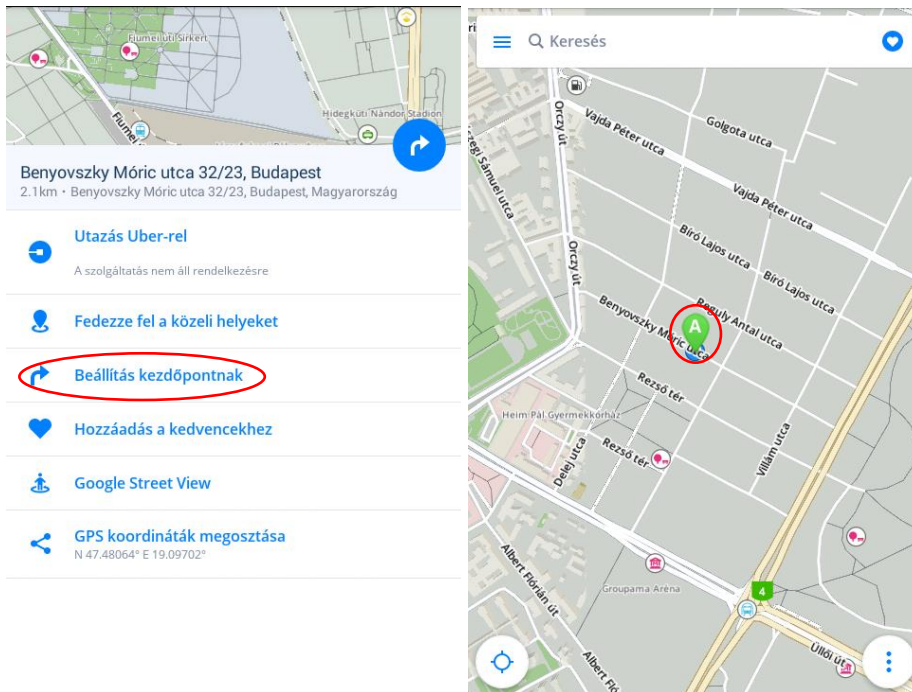 Fiumei úti Sírkert
Hidegkúti Nándor Stadion
Fiumei
Benyovszky Móric utca 32/23, Budapest
2.1km • Benyovszky Móric utca 32/23, Budapest, Magyarország
Utazás Uber-rel
A szolgáltatás nem áll rendelkezésre
Fedezze fel a közeli helyeket
Beállítás kezdőpontnak
Hozzáadás a kedvencekhez
Google Street View
GPS koordináták megosztása
N 47.48064° E 19.09702°
Keresés
Orczy út
Vajda Péter utca
Golgota utca
Sámuel utca
Vajda Péter utca
Bíró Lajos utca
Orczy út
Bíró Lajos utca
Benyovszky Móric utca
Reguly Antal utca
A
Rezső tér
Heim Pál Gyermekkórház
Rezső tér
Delej utca
Villám utca
Albert Flórián út
Groupama Aréna
4
Üllői út
Albert Fló